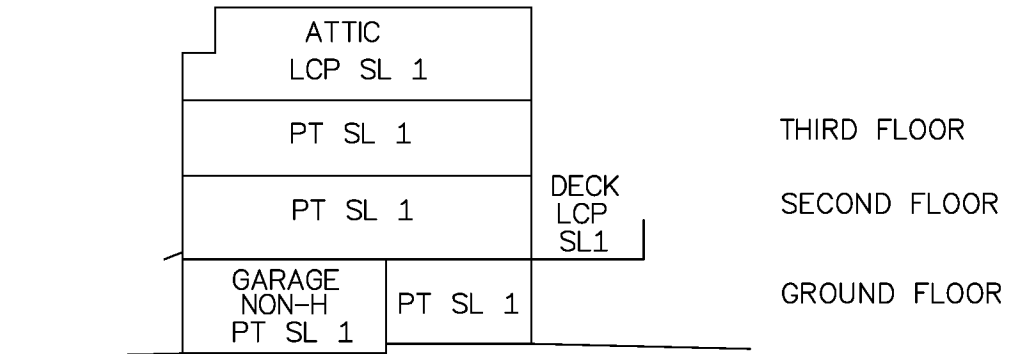 ATTIC
LCP SL 1
PT SL 1
THIRD FLOOR
PT SL 1
DECK
LCP
SL1
SECOND FLOOR
GARAGE
NON-H
PT SL 1
PT SL 1
GROUND FLOOR